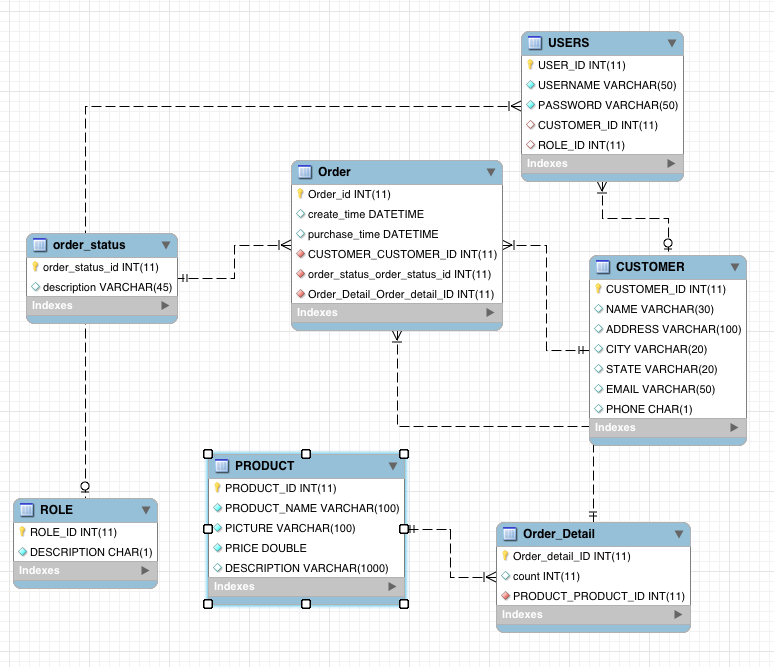 USERS
USER_ID INT(11)
USERNAME VARCHAR(50)
PASSWORD VARCHAR(50)
CUSTOMER_ID INT(11)
ROLE_ID INT(11)
Indexes
Order
Order_id INT(11)
create_time DATETIME
purchase_time DATETIME
CUSTOMER_CUSTOMER_ID INT(11)
order_status_order_status_id INT(11)
Order_Detail_Order_detail_ID INT(11)
Indexes
order_status
order_status_id INT(11)
description VARCHAR(45)
Indexes
CUSTOMER
CUSTOMER_ID INT(11)
NAME VARCHAR(30)
ADDRESS VARCHAR(100)
CITY VARCHAR(20)
STATE VARCHAR(20)
EMAIL VARCHAR(50)
PHONE CHAR(1)
Indexes
PRODUCT
PRODUCT_ID INT(11)
PRODUCT_NAME VARCHAR(100)
PICTURE VARCHAR(100)
PRICE DOUBLE
DESCRIPTION VARCHAR(1000)
Indexes
ROLE
ROLE_ID INT(11)
DESCRIPTION CHAR(1)
Indexes
Order_Detail
Order_detail_ID INT(11)
count INT(11)
PRODUCT_PRODUCT_ID INT(11)
Indexes